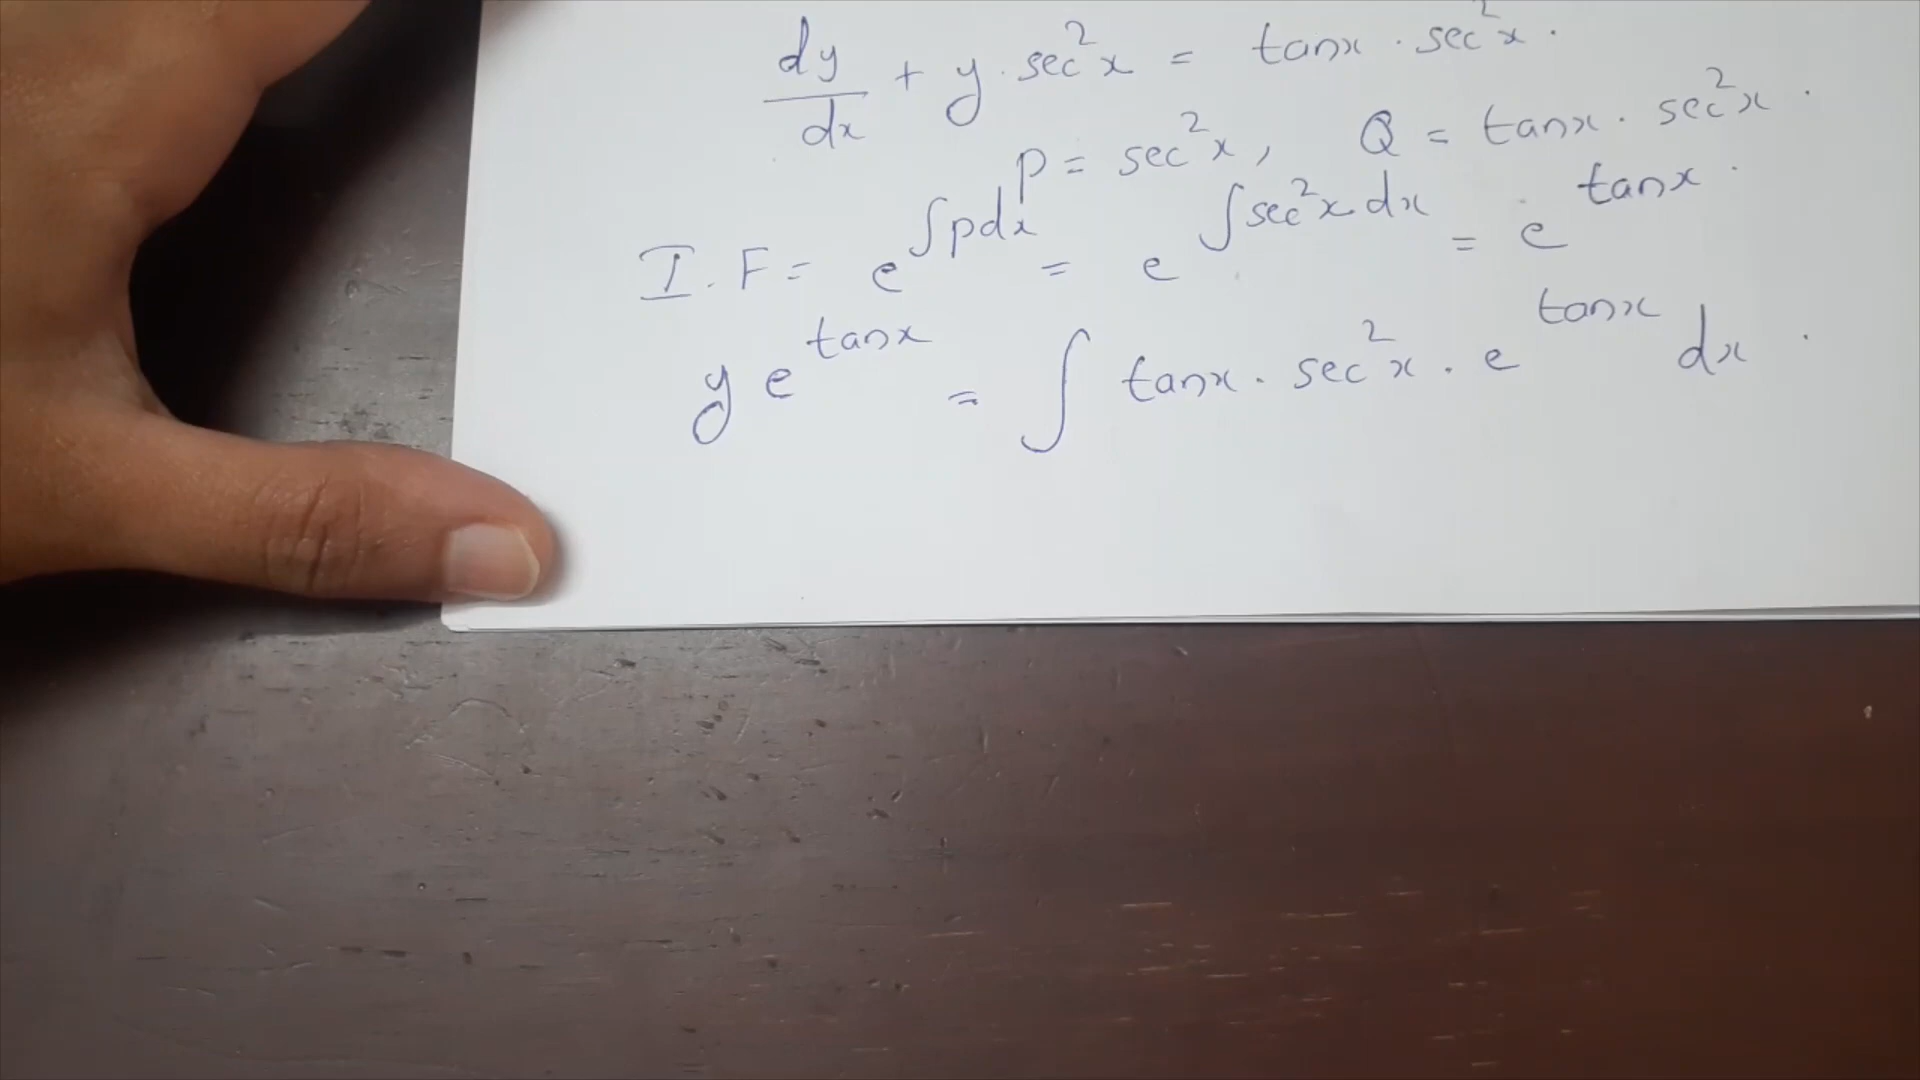 dy/dx + y · sec²x = tanx · sec²x.
p = sec²x, Q = tanx · sec²x.
I.F = e^∫pdx = e^∫sec²x dx = e^tanx.
y e^tanx = ∫ tanx · sec²x · e^tanx dx.